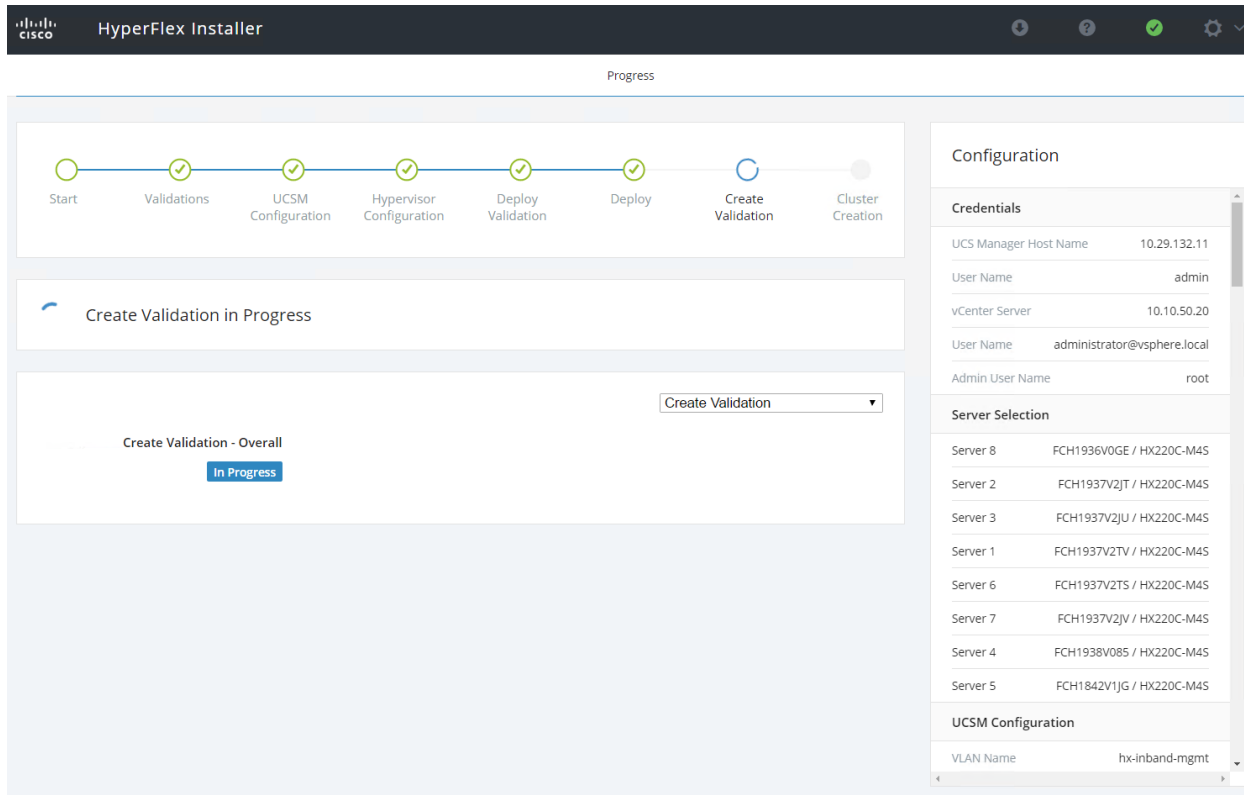 cisco
HyperFlex Installer
Progress
Start
Validations
UCSM
Configuration
Hypervisor
Configuration
Deploy
Validation
Deploy
Create
Validation
Cluster
Creation
Create Validation in Progress
Create Validation
Create Validation - Overall
In Progress
Configuration
Credentials
UCS Manager Host Name 10.29.132.11
User Name admin
vCenter Server 10.10.50.20
User Name administrator@vsphere.local
Admin User Name root
Server Selection
Server 8 FCH1936V0GE / HX220C-M4S
Server 2 FCH1937V2JT / HX220C-M4S
Server 3 FCH1937V2JU / HX220C-M4S
Server 1 FCH1937V2TV / HX220C-M4S
Server 6 FCH1937V2TS / HX220C-M4S
Server 7 FCH1937V2JV / HX220C-M4S
Server 4 FCH1938V085 / HX220C-M4S
Server 5 FCH1842V1JG / HX220C-M4S
UCSM Configuration
VLAN Name hx-inband-mgmt